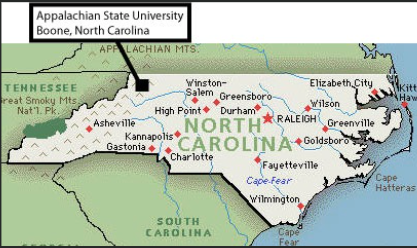 Appalachian State University
Boone, North Carolina
APPALACHIAN MTS.
TENNESSEE
Great Smoky Mts.
Nat'l. Pk.
Winston-
Salem
Greensboro
High Point
Durham
RALEIGH
Elizabeth City
Kitt
Haw
Wilson
Greenville
Goldsboro
Asheville
Kannapolis
Gastonia
Charlotte
NORTH
CAROLINA
Fayetteville
Cape Fear
Wilmington
Cape
Hatteras
SOUTH
CAROLINA
Cape
Fear